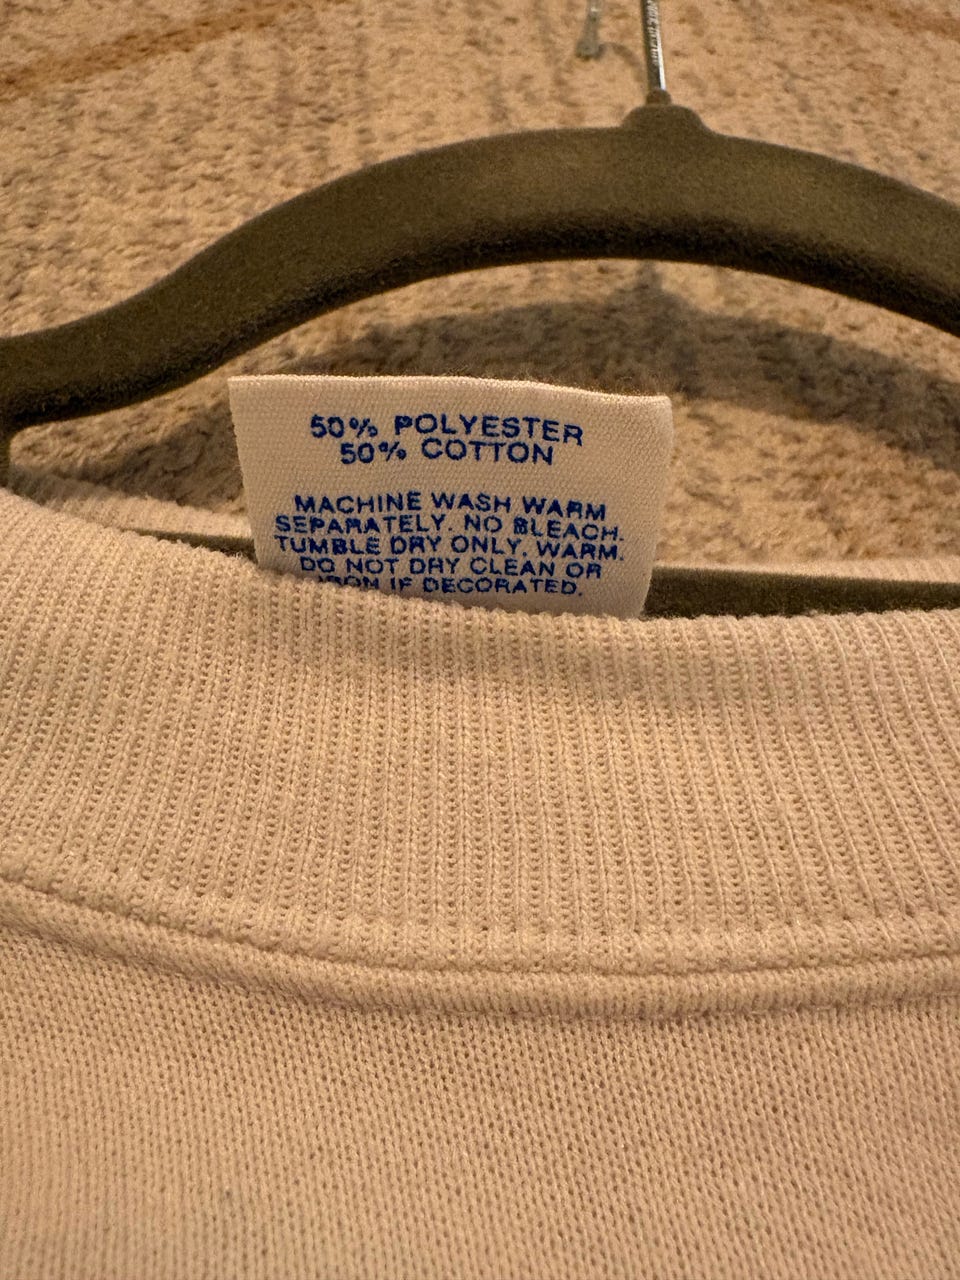 50% POLYESTER
50% COTTON
MACHINE WASH WARM
SEPARATELY. NO BLEACH.
TUMBLE DRY ONLY, WARM.
DO NOT DRY CLEAN OR
IRON IF DECORATED.